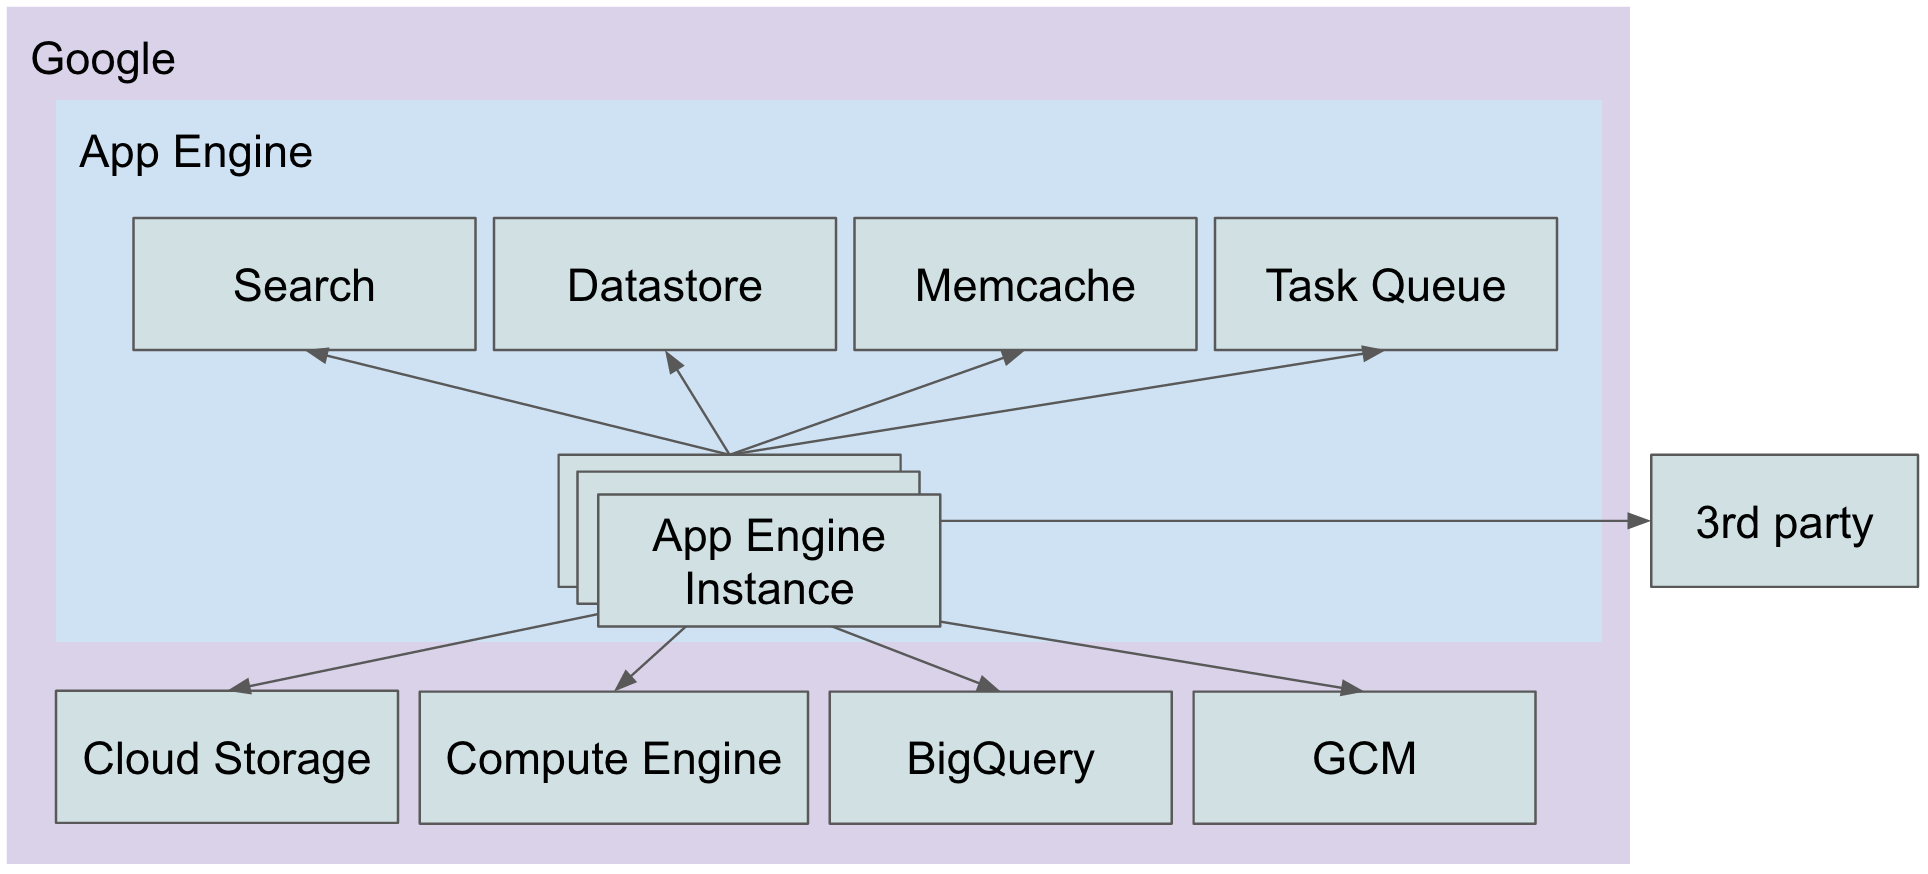 Google
App Engine
Search
Datastore
Memcache
Task Queue
App Engine
Instance
3rd party
Cloud Storage
Compute Engine
BigQuery
GCM